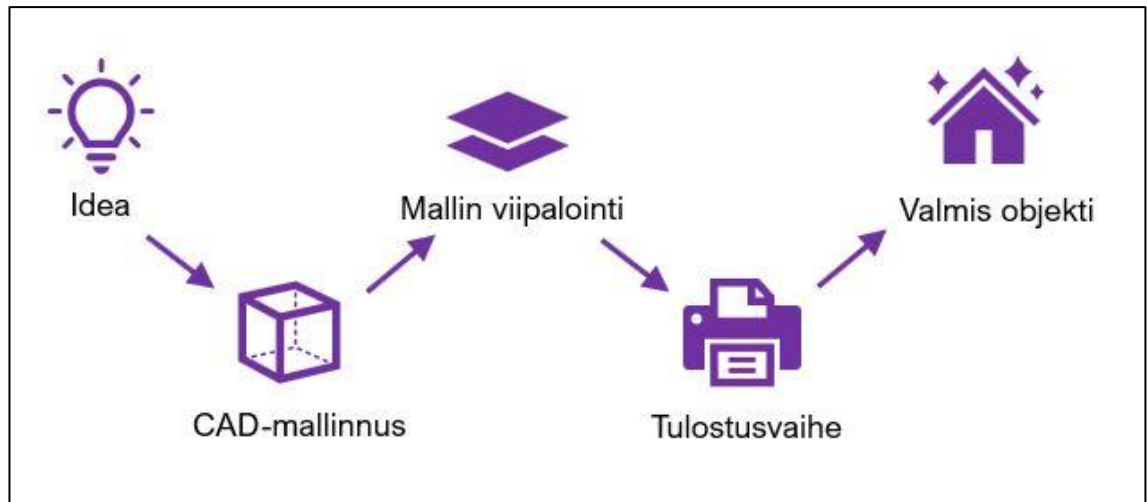 Idea
CAD-mallinnus
Mallin viipalointi
Tulostusvaihe
Valmis objekti